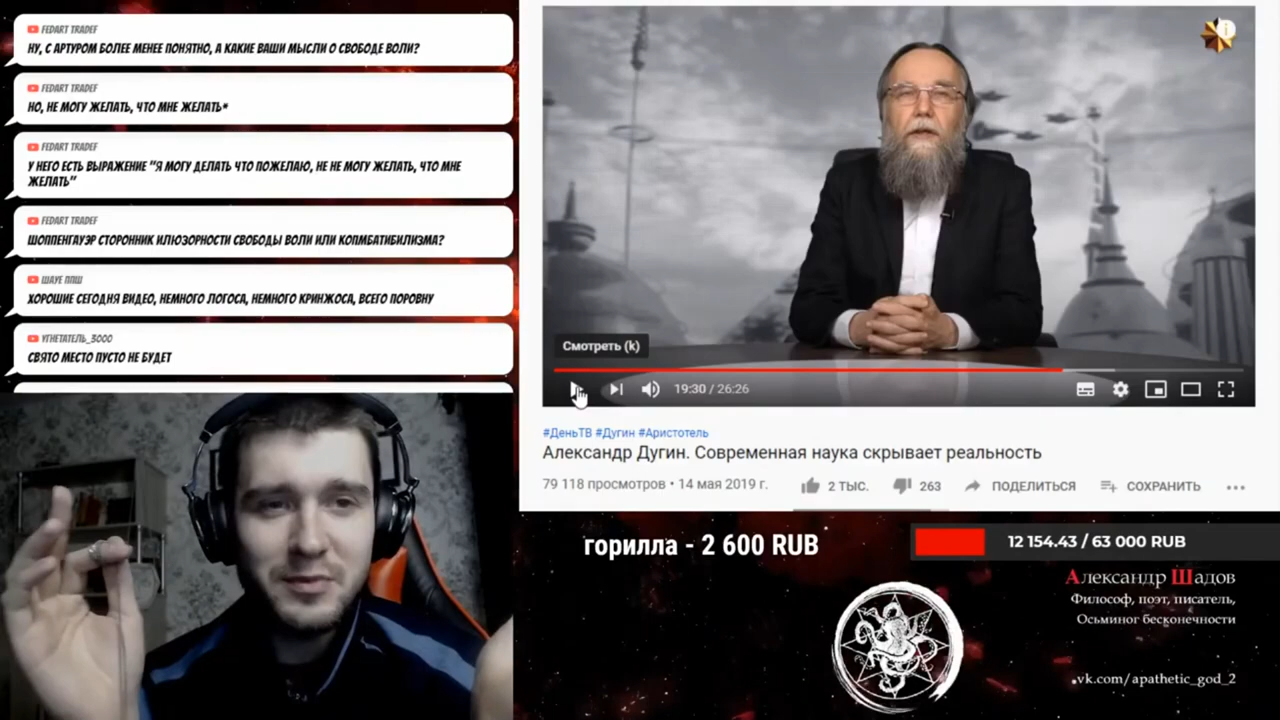 FEDART TRADEF
НУ, С АРТУРОМ БОЛЕЕ МЕНЕЕ ПОНЯТНО, А КАКИЕ ВАШИ МЫСЛИ О СВОБОДЕ ВОЛИ?
FEDART TRADEF
НО, НЕ МОГУ ЖЕЛАТЬ, ЧТО МНЕ ЖЕЛАТЬ*
FEDART TRADEF
У НЕГО ЕСТЬ ВЫРАЖЕНИЕ "Я МОГУ ДЕЛАТЬ ЧТО ПОЖЕЛАЮ, НЕ НЕ МОГУ ЖЕЛАТЬ, ЧТО МНЕ
ЖЕЛАТЬ"
FEDART TRADEF
ШОППЕНГАУЭР СТОРОННИК ИЛЮЗОРНОСТИ СВОБОДЫ ВОЛИ ИЛИ КОПМБАТИБИЛИЗМА?
ШАУЕ ППШ
ХОРОШИЕ СЕГОДНЯ ВИДЕО, НЕМНОГО ЛОГОСА, НЕМНОГО КРИНЖОСА, ВСЕГО ПОРОВНУ
УГНЕТАТЕЛЬ_3000
СВЯТО МЕСТО ПУСТО НЕ БУДЕТ
Смотреть (k)
19:30 / 26:26
#ДеньТВ #Дугин #Аристотель
Александр Дугин. Современная наука скрывает реальность
79 118 просмотров • 14 мая 2019 г.
2 ТЫС.
263
ПОДЕЛИТЬСЯ
СОХРАНИТЬ
горилла - 2 600 RUB
12 154.43 / 63 000 RUB
Александр Шадов
Философ, поэт, писатель,
Осьминог бесконечности
vk.com/apathetic_god_2